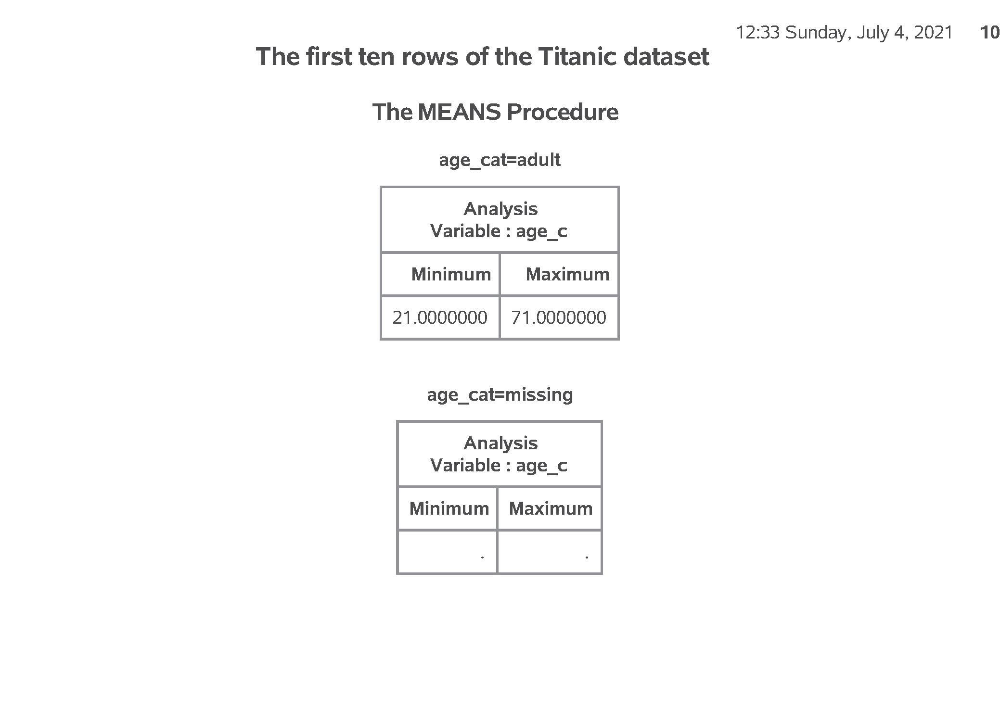 12:33 Sunday, July 4, 2021 10
The first ten rows of the Titanic dataset
The MEANS Procedure
age_cat=adult
Analysis
Variable : age_c
Minimum Maximum
21.0000000 71.0000000
age_cat=missing
Analysis
Variable : age_c
Minimum Maximum
. .